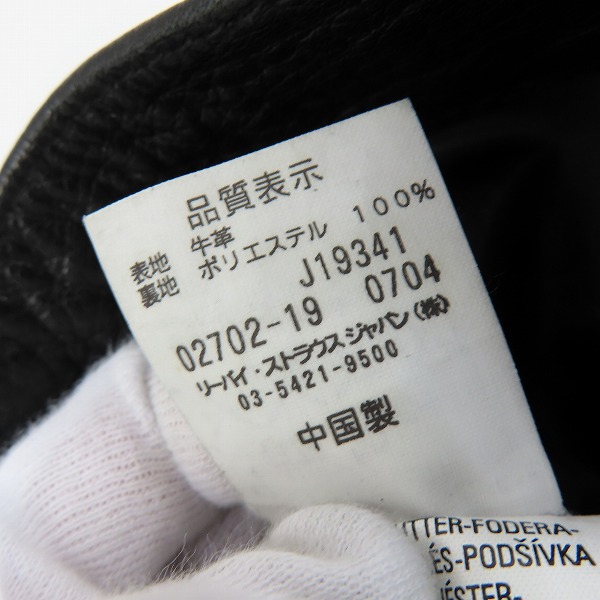 品質表示
表地 牛革
裏地 ポリエステル 100%
J19341
02702-19 0704
リーバイ・ストラウスジャパン(株)
03-5421-9500
中国製
TTER-FODERA-
ÉS-PODŠÍVKA
ÉSTER-